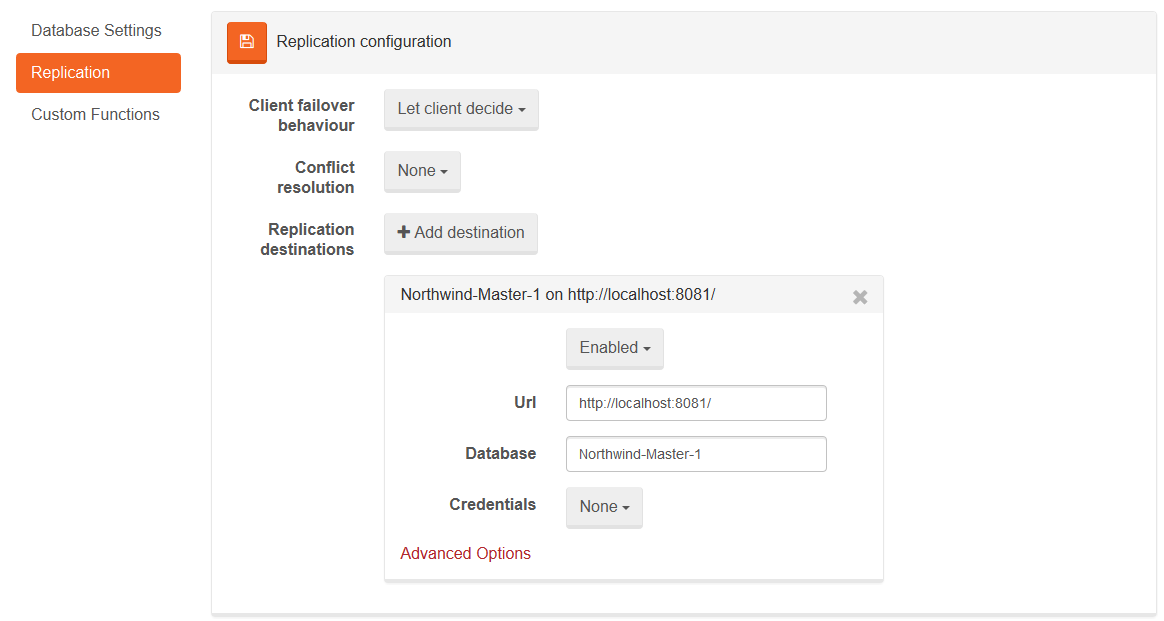 Database Settings
Replication
Custom Functions
Replication configuration
Client failover
behaviour
Let client decide
Conflict
resolution
None
Replication
destinations
Add destination
Northwind-Master-1 on http://localhost:8081/
Enabled
Url
http://localhost:8081/
Database
Northwind-Master-1
Credentials
None
Advanced Options